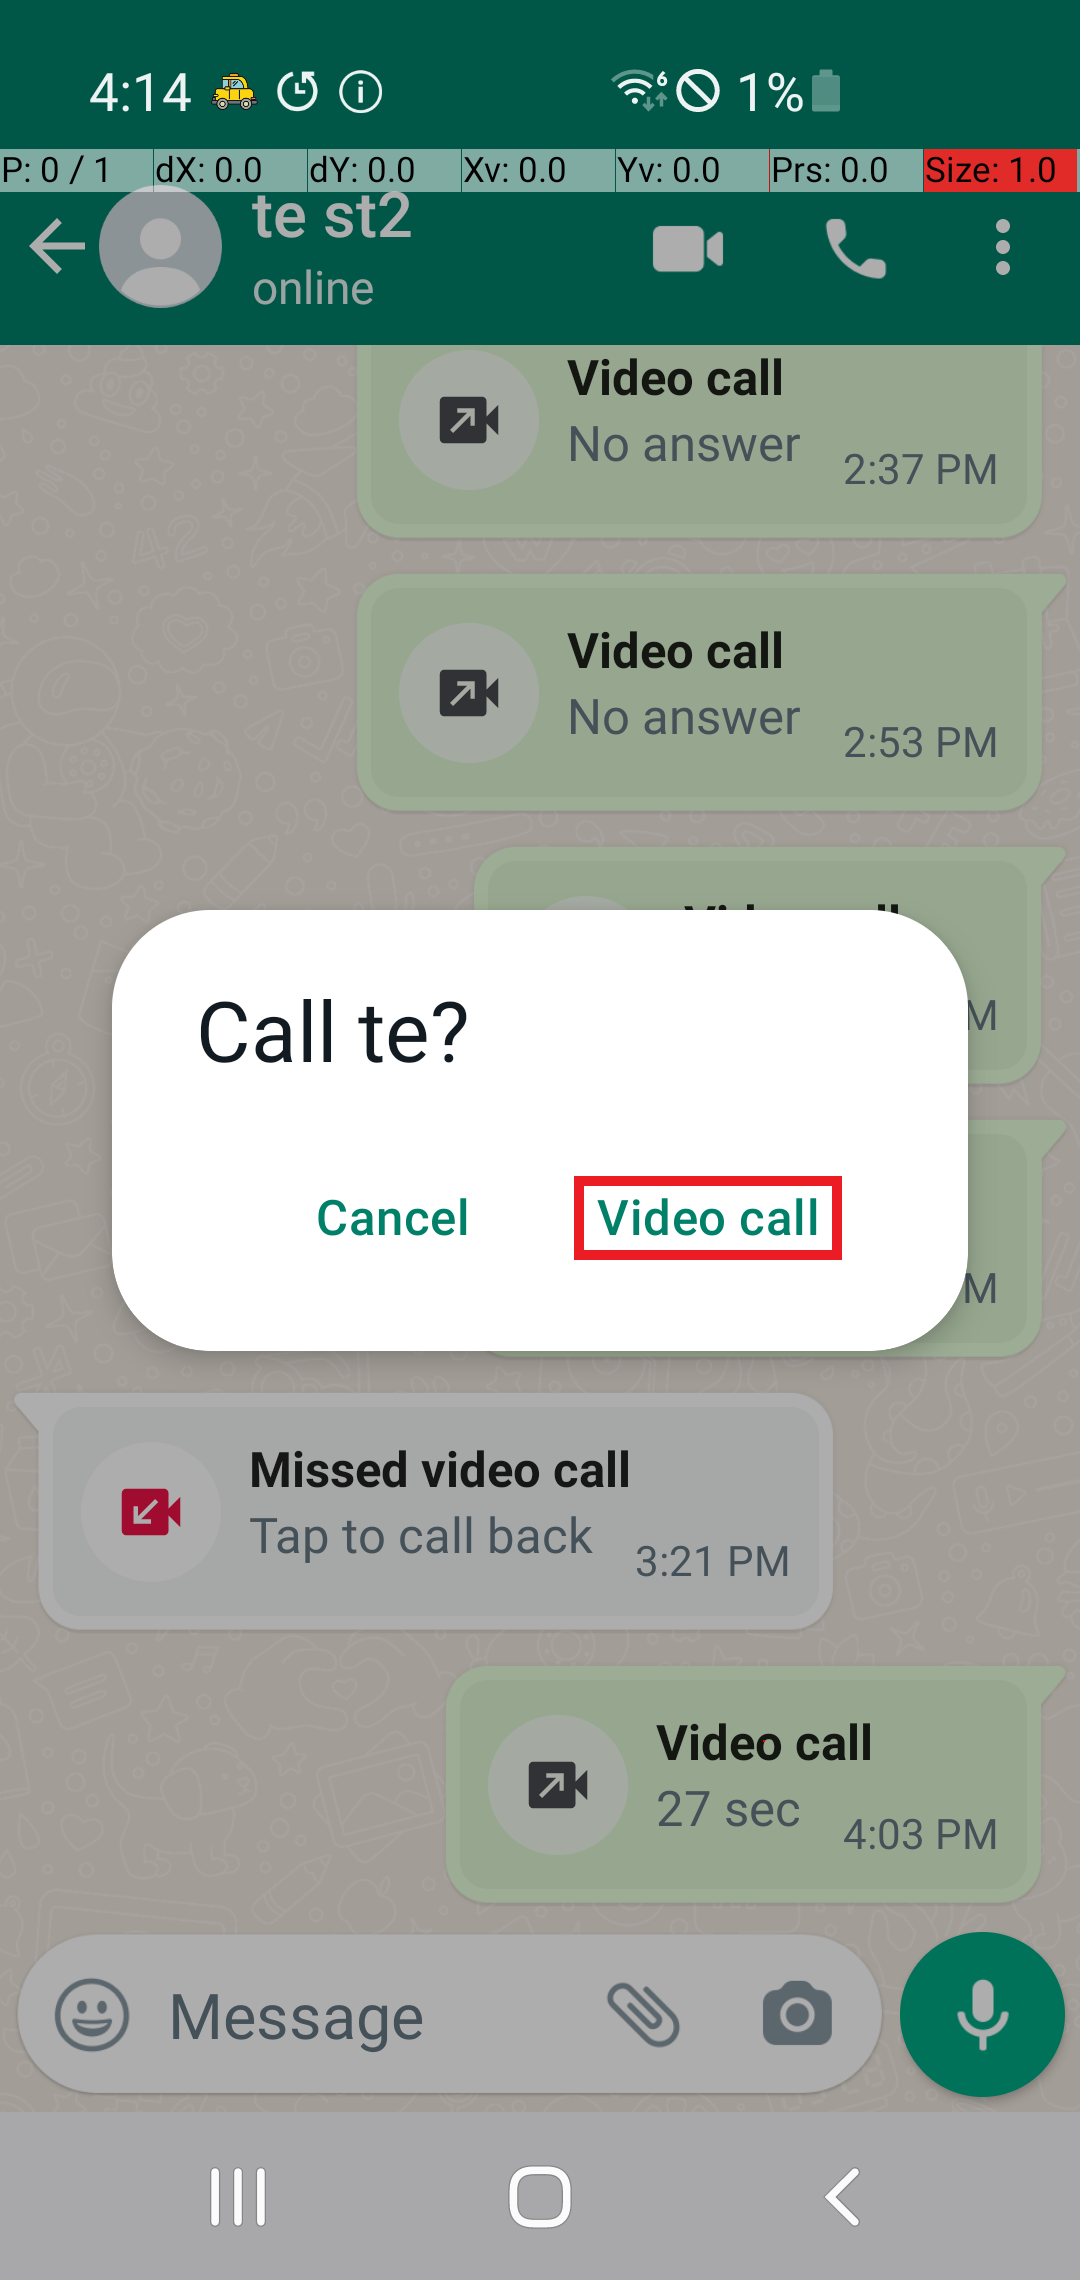 4:14
6 1%
P: 0 / 1 dX: 0.0 dY: 0.0 Xv: 0.0 Yv: 0.0 Prs: 0.0 Size: 1.0
te st2
online
Video call
No answer
2:37 PM
Video call
No answer
2:53 PM
M
Call te?
Cancel Video call
M
Missed video call
Tap to call back
3:21 PM
Video call
27 sec
4:03 PM
Message